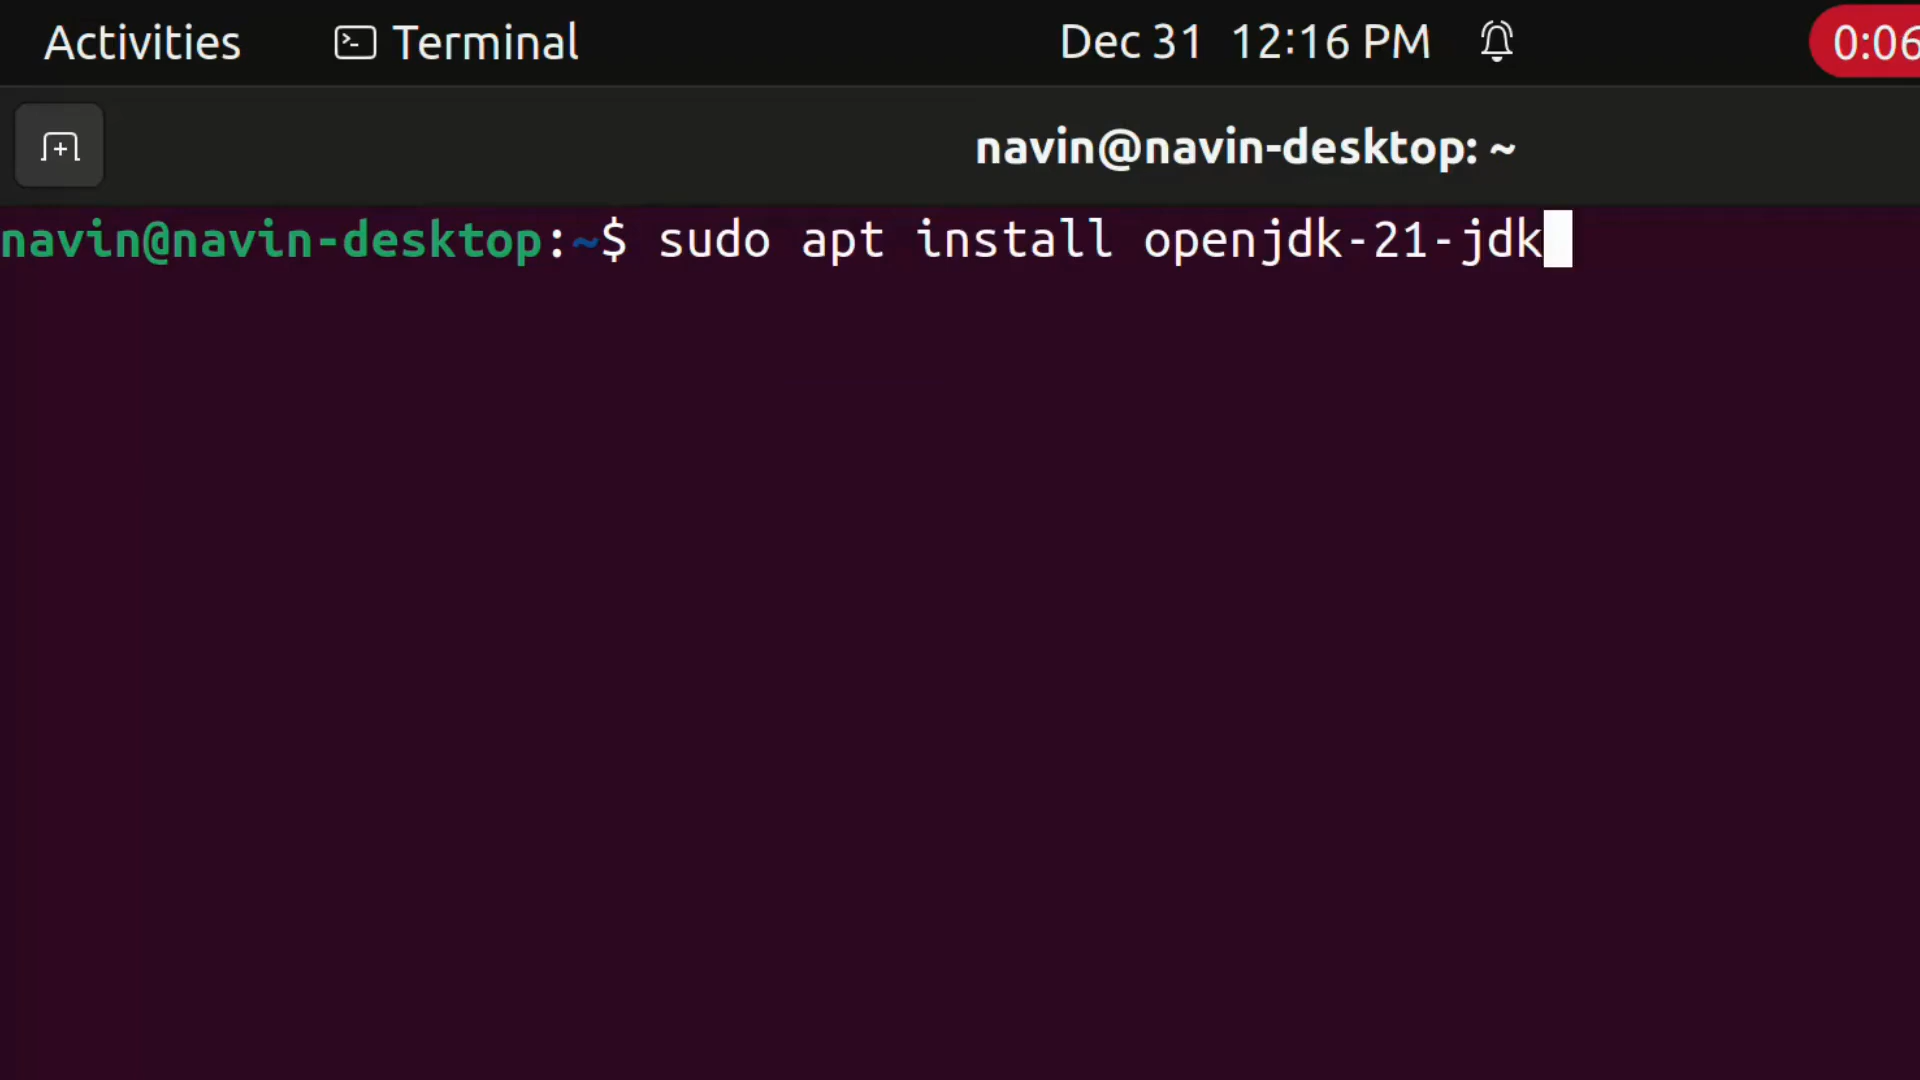 Activities Terminal Dec 31 12:16 PM 0:06
navin@navin-desktop: ~
navin@navin-desktop:~$ sudo apt install openjdk-21-jdk